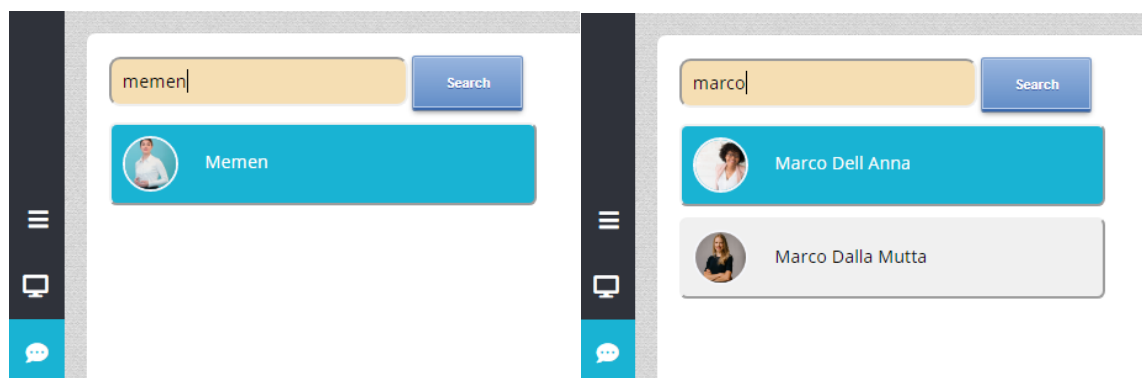 memen
Search
Memen
marco
Search
Marco Dell Anna
Marco Dalla Mutta